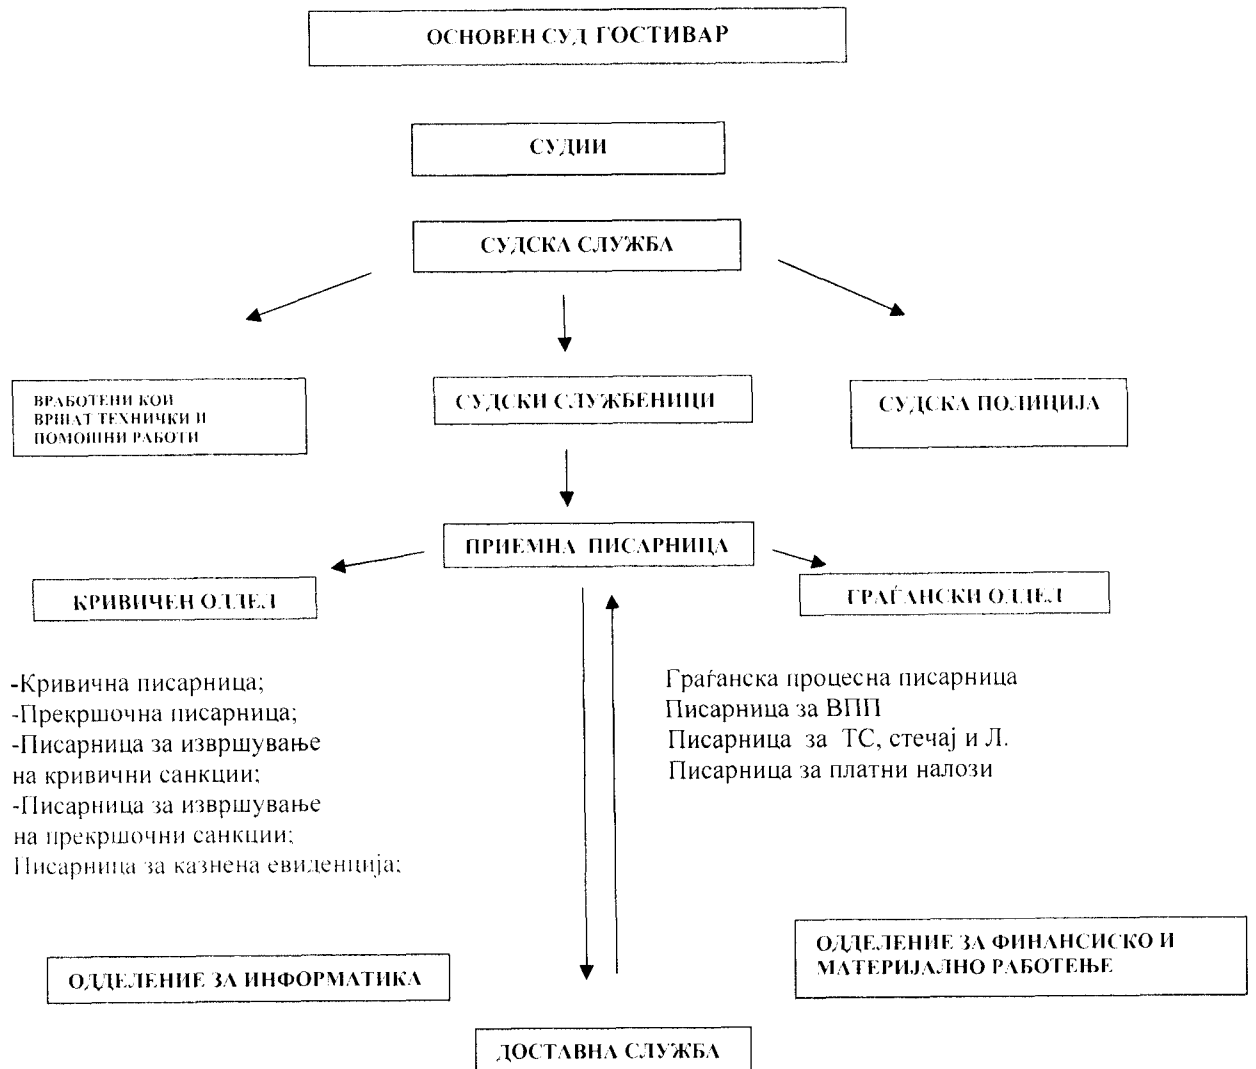 ОСНОВЕН СУД ГОСТИВАР
СУДИИ
СУДСКА СЛУЖБА
ВРАБОТЕНИ КОИ
ВРШАТ ТЕХНИЧКИ И
ПОМОШНИ РАБОТИ
СУДСКИ СЛУЖБЕНИЦИ
СУДСКА ПОЛИЦИЈА
ПРИЕМНА ПИСАРНИЦА
КРИВИЧЕН ОДДЕЛ
ГРАЃАНСКИ ОДДЕЛ
-Кривична писарница;
-Прекршочна писарница;
-Писарница за извршување
на кривични санкции;
-Писарница за извршување
на прекршочни санкции;
Писарница за казнена евиденција;
Граѓанска процесна писарница
Писарница за ВПП
Писарница за ТС, стечај и Л.
Писарница за платни налози
ОДДЕЛЕНИЕ ЗА ИНФОРМАТИКА
ОДДЕЛЕНИЕ ЗА ФИНАНСИСКО И
МАТЕРИЈАЛНО РАБОТЕЊЕ
ДОСТАВНА СЛУЖБА